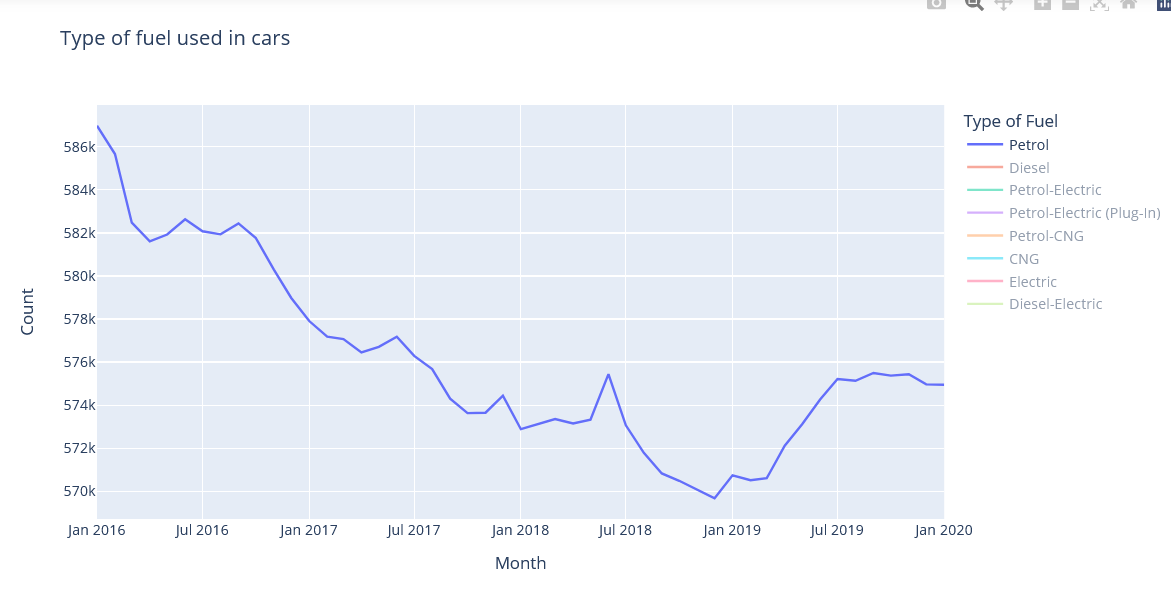 Type of fuel used in cars
Type of Fuel
Petrol
Diesel
Petrol-Electric
Petrol-Electric (Plug-In)
Petrol-CNG
CNG
Electric
Diesel-Electric
Count
586k
584k
582k
580k
578k
576k
574k
572k
570k
Jan 2016 Jul 2016 Jan 2017 Jul 2017 Jan 2018 Jul 2018 Jan 2019 Jul 2019 Jan 2020
Month